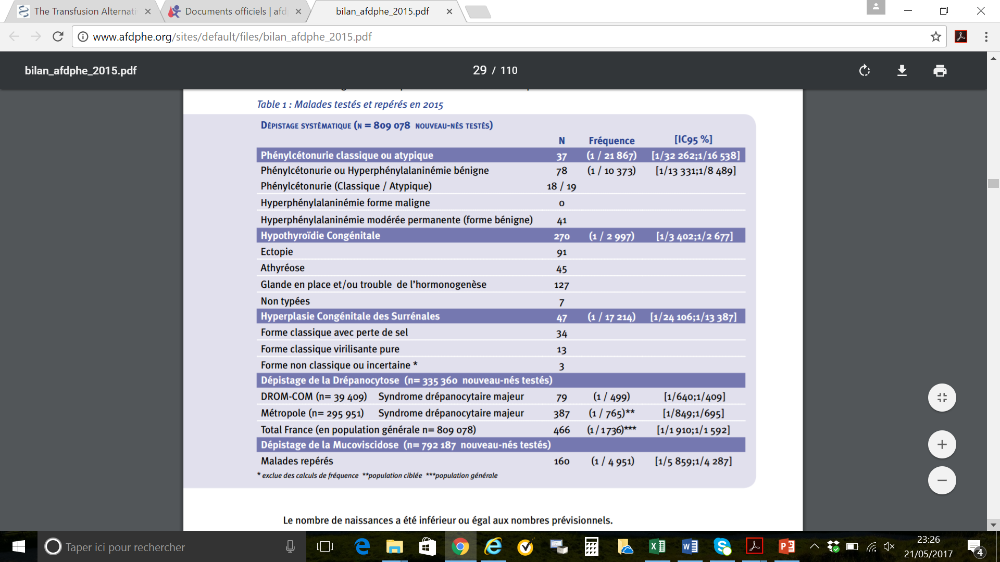 The Transfusion Alternati
Documents officiels | afd
bilan_afdphe_2015.pdf
www.afdphe.org/sites/default/files/bilan_afdphe_2015.pdf
bilan_afdphe_2015.pdf
29 / 110
Table 1 : Malades testés et repérés en 2015
DÉPISTAGE SYSTÉMATIQUE (N = 809 078 NOUVEAU-NÉS TESTÉS)
N Fréquence [IC95 %]
Phénylcétonurie classique ou atypique 37 (1 / 21 867) [1/32 262;1/16 538]
Phénylcétonurie ou Hyperphénylalaninémie bénigne 78 (1 / 10 373) [1/13 331;1/8 489]
Phénylcétonurie (Classique / Atypique) 18 / 19
Hyperphénylalaninémie forme maligne 0
Hyperphénylalaninémie modérée permanente (forme bénigne) 41
Hypothyroïdie Congénitale 270 (1 / 2 997) [1/3 402;1/2 677]
Ectopie 91
Athyréose 45
Glande en place et/ou trouble de l'hormonogenèse 127
Non typées 7
Hyperplasie Congénitale des Surrénales 47 (1 / 17 214) [1/24 106;1/13 387]
Forme classique avec perte de sel 34
Forme classique virilisante pure 13
Forme non classique ou incertaine * 3
Dépistage de la Drépanocytose (n= 335 360 nouveau-nés testés)
DROM-COM (n= 39 409) Syndrome drépanocytaire majeur 79 (1 / 499) [1/640;1/409]
Métropole (n= 295 951) Syndrome drépanocytaire majeur 387 (1 / 765)** [1/849;1/695]
Total France (en population générale n= 809 078) 466 (1 / 1 736)*** [1/1 910;1/1 592]
Dépistage de la Mucoviscidose (n= 792 187 nouveau-nés testés)
Malades repérés 160 (1 / 4 951) [1/5 859;1/4 287]
* exclue des calculs de fréquence **population ciblée ***population générale
Le nombre de naissances a été inférieur ou égal aux nombres prévisionnels.
Taper ici pour rechercher
23:26
21/05/2017
4